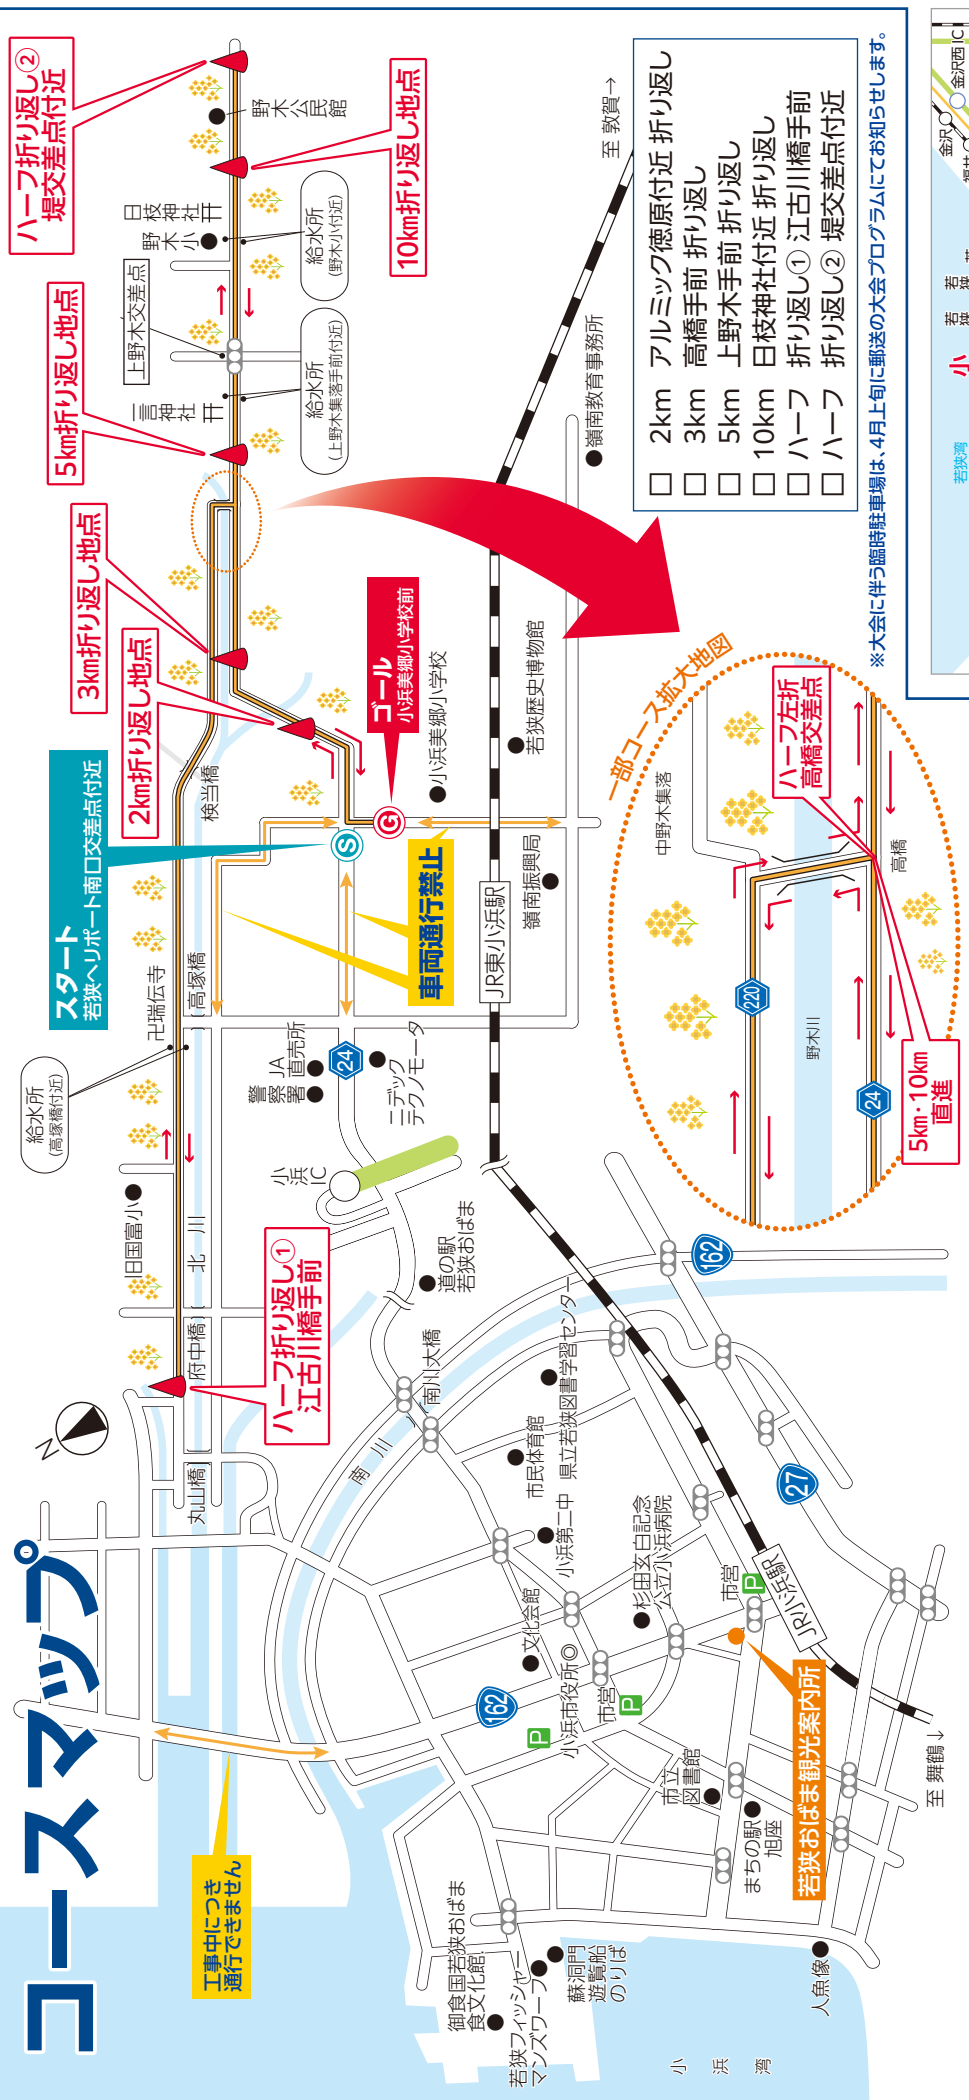 コースマップ
工事中につき
通行できません
N
丸山橋
府中橋
北川
旧国富小
給水所
(高塚橋付近)
卍瑞伝寺
高塚橋
検当橋
ハーフ折り返し①
江古川橋手前
スタート
若狭ヘリポート南口交差点付近
2km折り返し地点
3km折り返し地点
5km折り返し地点
ハーフ折り返し②
堤交差点付近
10km折り返し地点
野木公民館
日枝神社
野木小
上野木交差点
一言神社
給水所
(野木小付近)
給水所
(上野木集落手前付近)
ゴール
小浜美郷小学校前
S
G
車両通行禁止
小浜美郷小学校
若狭歴史博物館
嶺南振興局
嶺南教育事務所
JR東小浜駅
至 敦賀→
警察署
JA
直売所
24
ニデック
テクノモータ
小浜
IC
道の駅
若狭おばま
南川大橋
南川
市民体育館
県立若狭図書学習センター
小浜第二中
文化会館
杉田玄白記念
公立小浜病院
小浜市役所◎
市営
P
P
162
162
27
市営
P
JR小浜駅
若狭おばま観光案内所
市立
図書館
まちの駅
旭座
至 舞鶴→
御食国若狭おばま
食文化館
若狭フィッシャー
マンズワーフ
蘇洞門
遊覧船
のりば
人魚像
小浜湾
□ 2km アルミック徳原付近 折り返し
□ 3km 高橋手前 折り返し
□ 5km 上野木手前 折り返し
□ 10km 日枝神社付近 折り返し
□ ハーフ 折り返し① 江古川橋手前
□ ハーフ 折り返し② 堤交差点付近
※大会に伴う臨時駐車場は、4月上旬に郵送の大会プログラムにてお知らせします。
一部コース拡大地図
中野木集落
220
野木川
24
高橋
ハーフ左折
高橋交差点
5km・10km
直進
金沢
金沢西IC
若狭
若狭湾
小